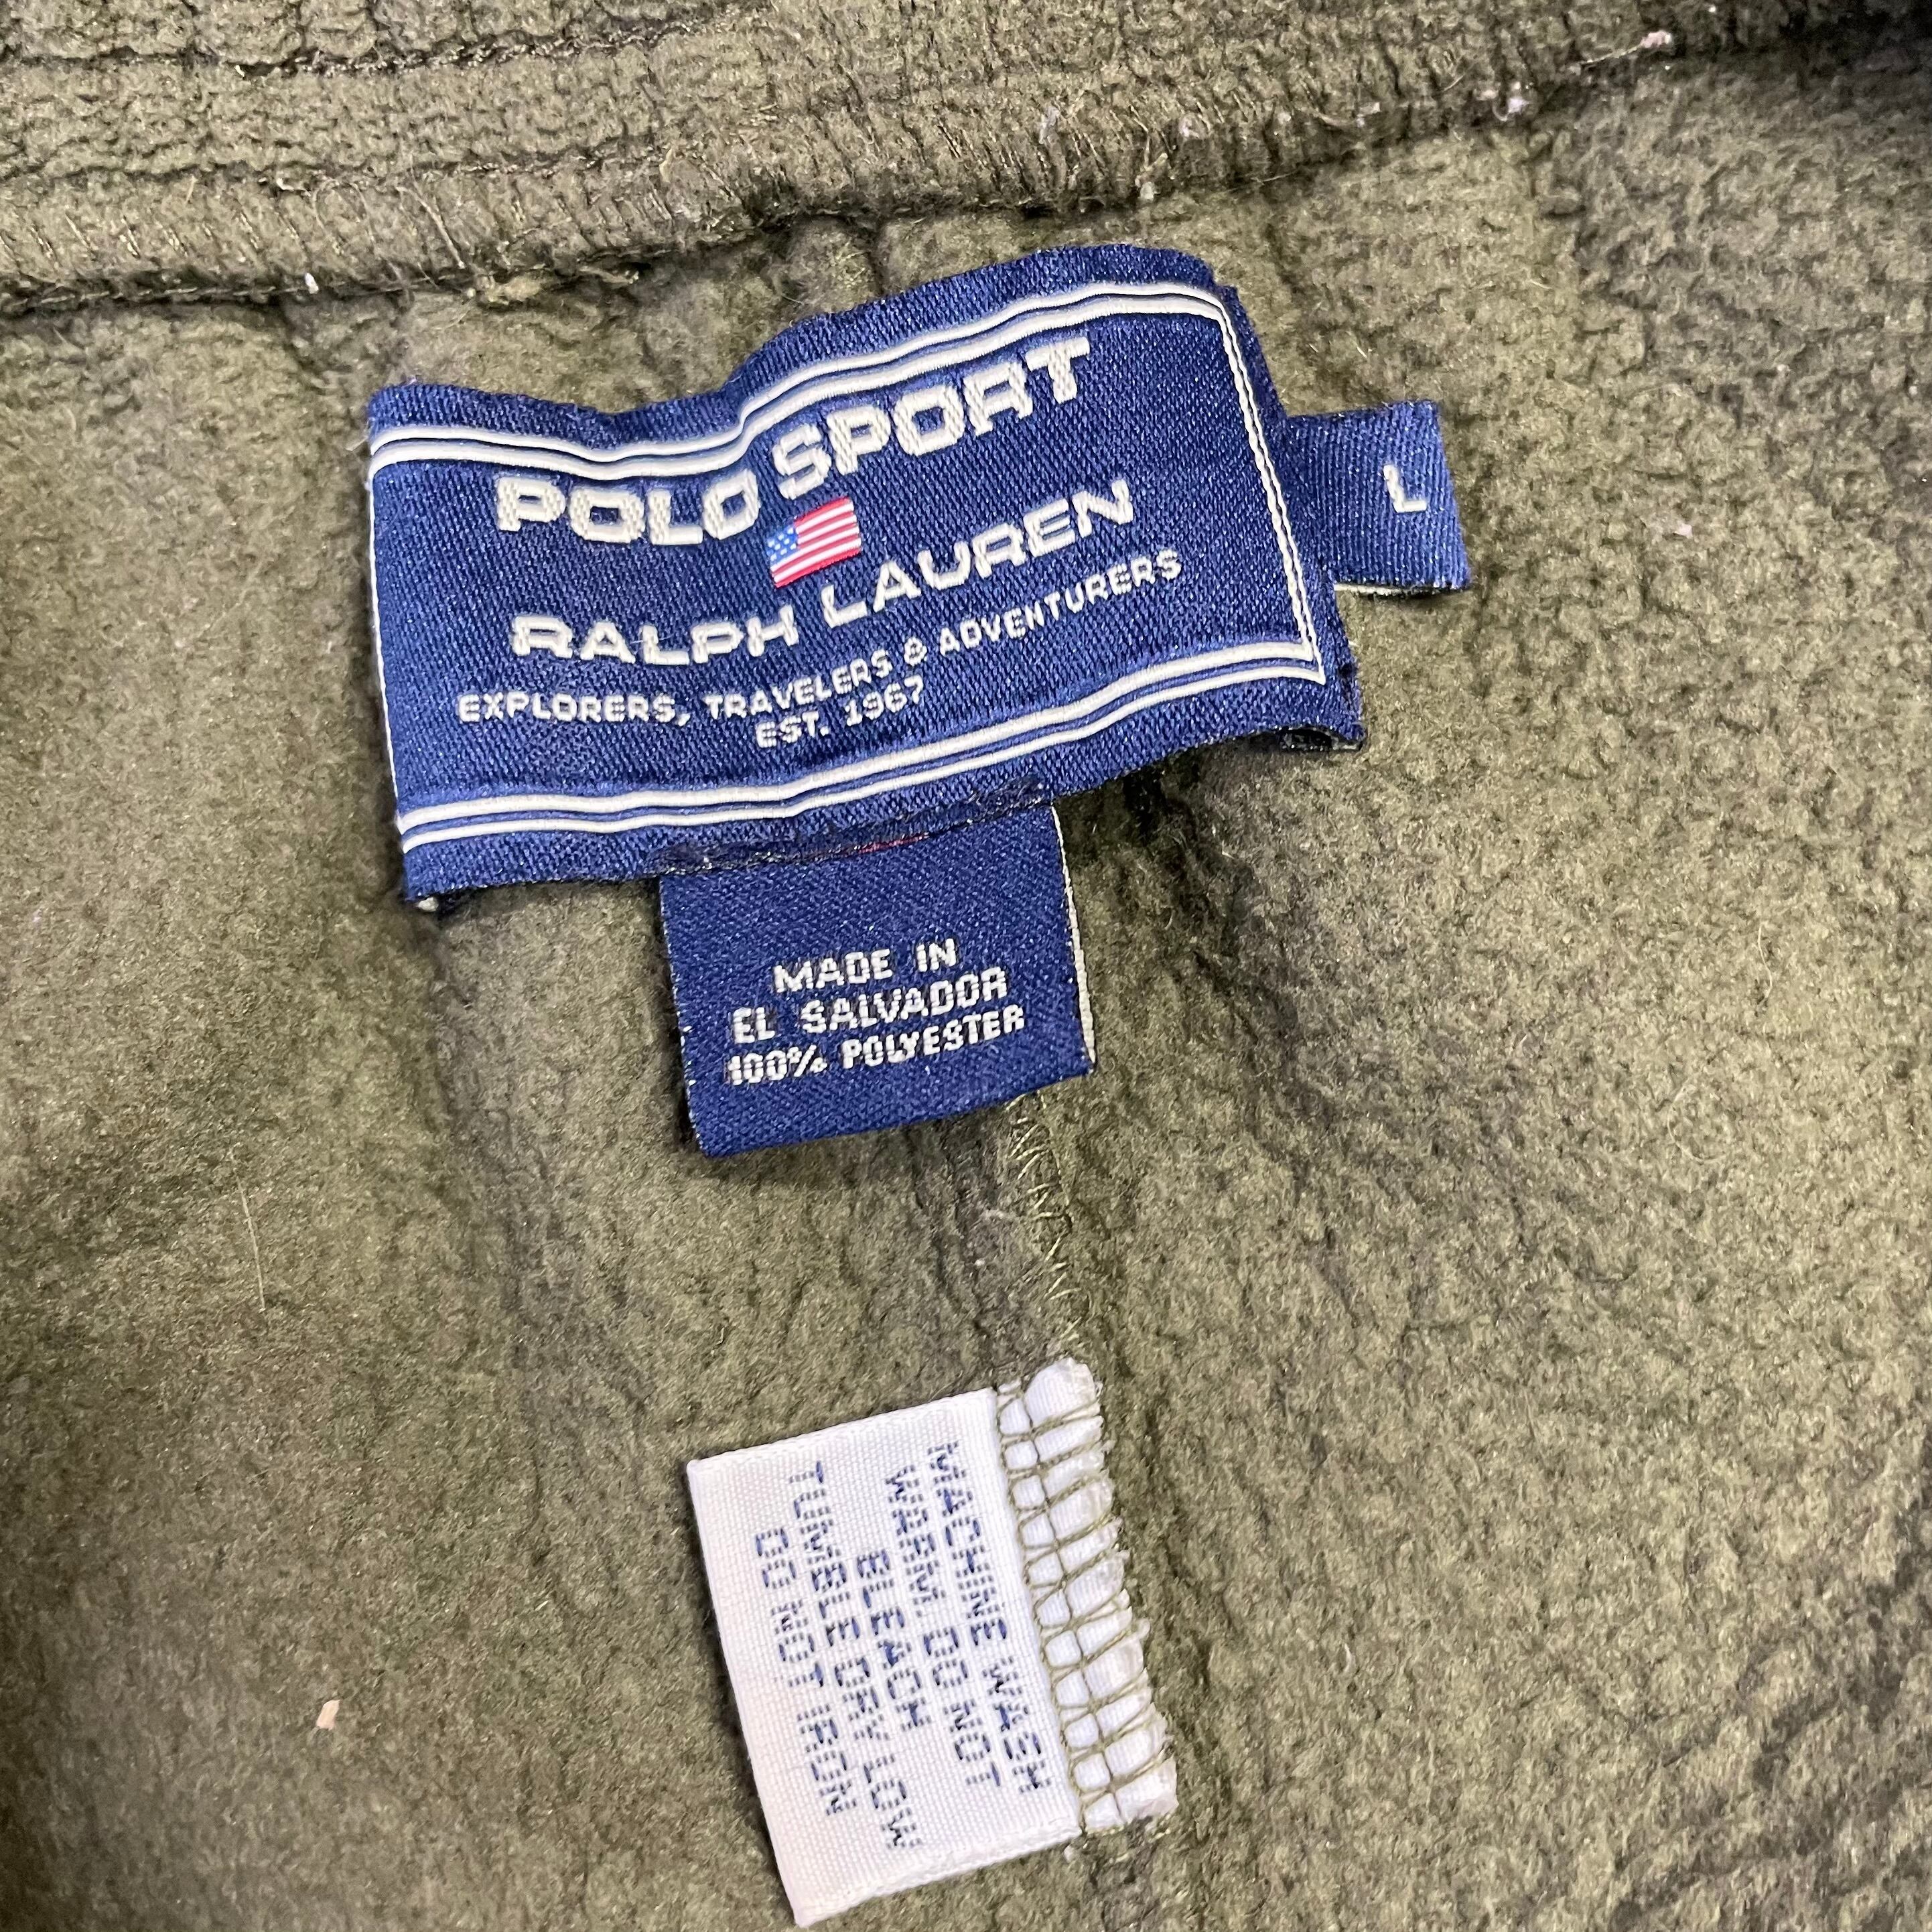 POLO SPORT
RALPH LAUREN
EXPLORERS, TRAVELERS & ADVENTURERS
EST. 1967
L
MADE IN
EL SALVADOR
100% POLYESTER
MACHINE WASH
WARM. DO NOT
BLEACH
TUMBLE DRY LOW
DO NOT IRON